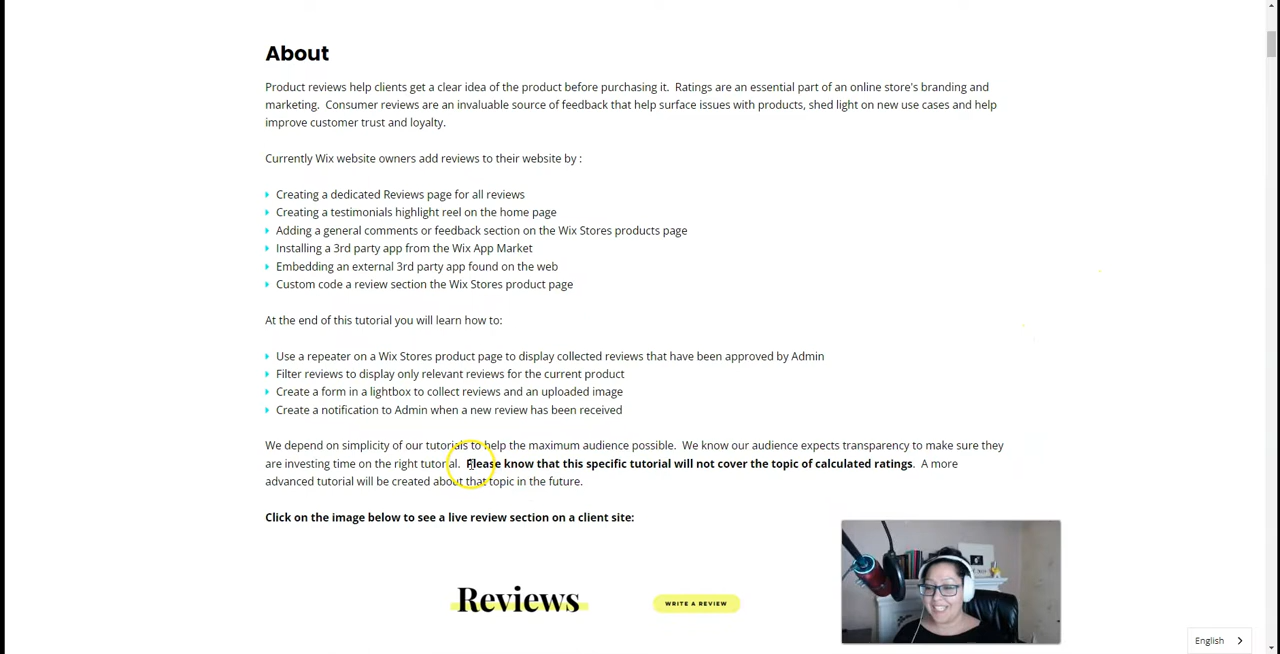 About
Product reviews help clients get a clear idea of the product before purchasing it.  Ratings are an essential part of an online store's branding and
marketing.  Consumer reviews are an invaluable source of feedback that help surface issues with products, shed light on new use cases and help
improve customer trust and loyalty.
Currently Wix website owners add reviews to their website by :
Creating a dedicated Reviews page for all reviews
Creating a testimonials highlight reel on the home page
Adding a general comments or feedback section on the Wix Stores products page
Installing a 3rd party app from the Wix App Market
Embedding an external 3rd party app found on the web
Custom code a review section the Wix Stores product page
At the end of this tutorial you will learn how to:
Use a repeater on a Wix Stores product page to display collected reviews that have been approved by Admin
Filter reviews to display only relevant reviews for the current product
Create a form in a lightbox to collect reviews and an uploaded image
Create a notification to Admin when a new review has been received
We depend on simplicity of our tutorials to help the maximum audience possible.  We know our audience expects transparency to make sure they
are investing time on the right tutorial.  Please know that this specific tutorial will not cover the topic of calculated ratings.  A more
advanced tutorial will be created about that topic in the future.
Click on the image below to see a live review section on a client site:
Reviews
WRITE A REVIEW
English